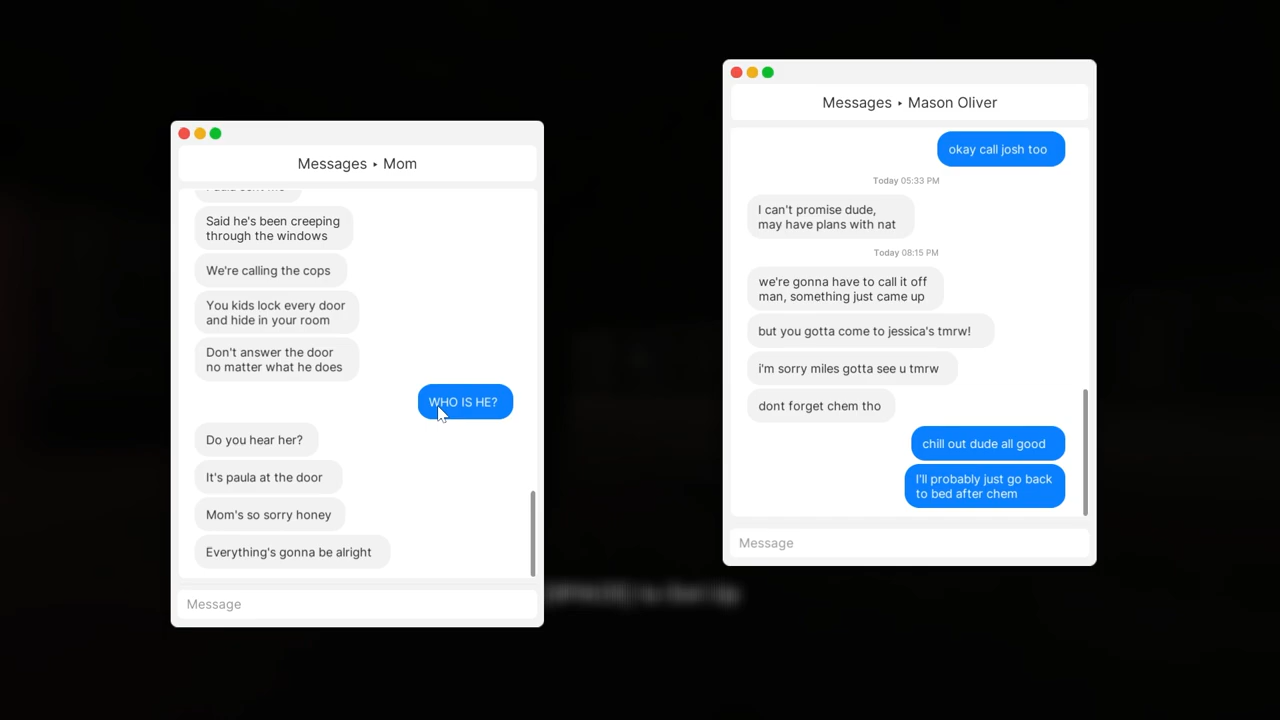 Messages ‣ Mom
Said he's been creeping
through the windows
We're calling the cops
You kids lock every door
and hide in your room
Don't answer the door
no matter what he does
WHO IS HE?
Do you hear her?
It's paula at the door
Mom's so sorry honey
Everything's gonna be alright
Message
Messages ‣ Mason Oliver
okay call josh too
Today 05:33 PM
I can't promise dude,
may have plans with nat
Today 08:15 PM
we're gonna have to call it off
man, something just came up
but you gotta come to jessica's tmrw!
i'm sorry miles gotta see u tmrw
dont forget chem tho
chill out dude all good
I'll probably just go back
to bed after chem
Message